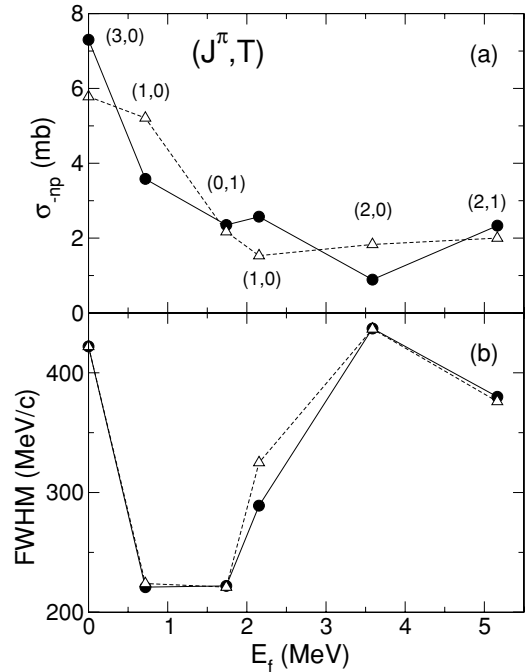 (J^π,T)
(a)
(3,0)
(1,0)
(0,1)
(1,0)
(2,0)
(2,1)
8
6
4
2
0
σ_-np (mb)
(b)
400
300
200
FWHM (MeV/c)
0 1 2 3 4 5
E_f (MeV)